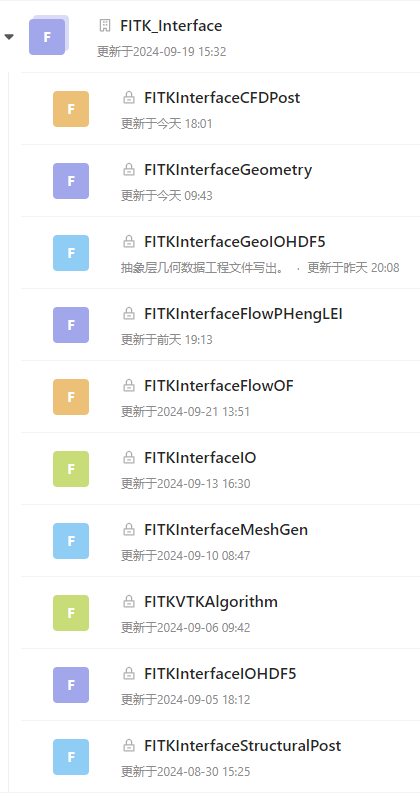 F
FITK_Interface
更新于2024-09-19 15:32
F
FITKInterfaceCFDPost
更新于今天 18:01
F
FITKInterfaceGeometry
更新于今天 09:43
F
FITKInterfaceGeoIOHDF5
抽象层几何数据工程文件写出。 · 更新于昨天 20:08
F
FITKInterfaceFlowPHengLEI
更新于前天 19:13
F
FITKInterfaceFlowOF
更新于2024-09-21 13:51
F
FITKInterfaceIO
更新于2024-09-13 16:30
F
FITKInterfaceMeshGen
更新于2024-09-10 08:47
F
FITKVTKAlgorithm
更新于2024-09-06 09:42
F
FITKInterfaceIOHDF5
更新于2024-09-05 18:12
F
FITKInterfaceStructuralPost
更新于2024-08-30 15:25